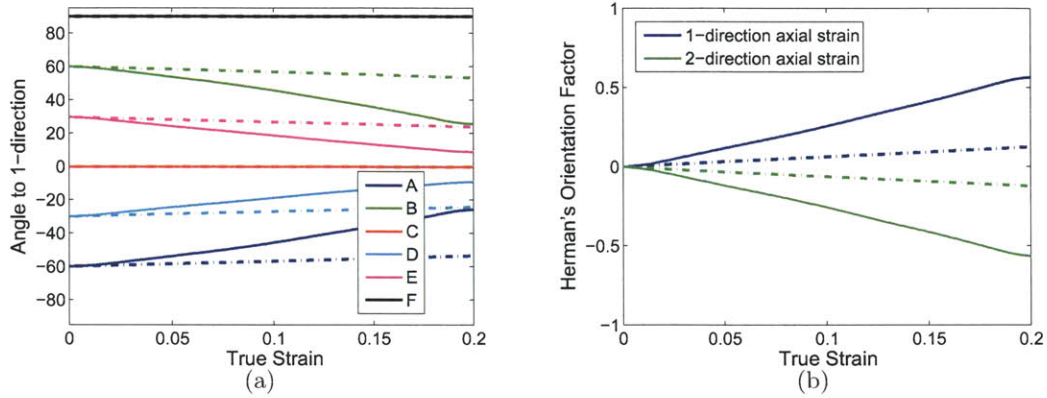 80
60
40
20
0
−20
−40
−60
−80
Angle to 1−direction
A
B
C
D
E
F
0
0.05
0.1
0.15
0.2
True Strain
(a)
1
0.5
0
−0.5
−1
Herman's Orientation Factor
1−direction axial strain
2−direction axial strain
0
0.05
0.1
0.15
0.2
True Strain
(b)